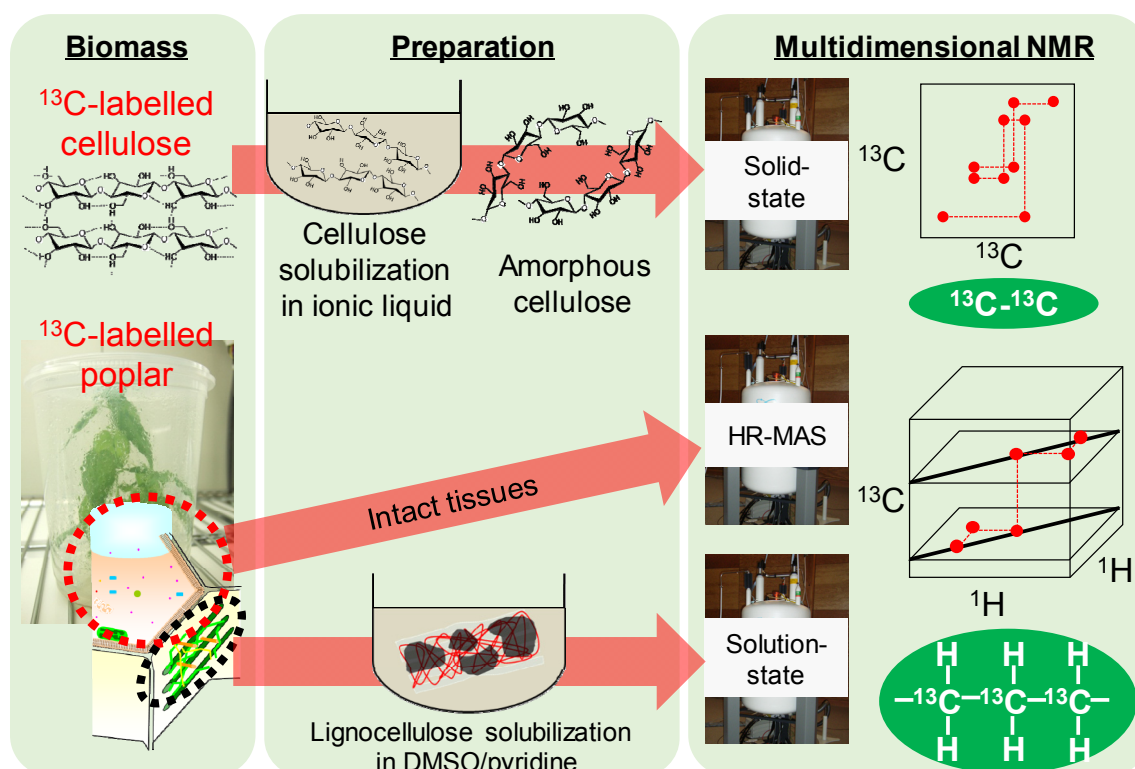 Biomass
Preparation
Multidimensional NMR
¹³C-labelled
cellulose
Cellulose
solubilization
in ionic liquid
Amorphous
cellulose
Solid-
state
¹³C
¹³C
¹³C-¹³C
¹³C-labelled
poplar
Intact tissues
HR-MAS
¹³C
¹H
¹H
Lignocellulose solubilization
in DMSO/pyridine
Solution-
state
H H H
–¹³C–¹³C–¹³C–
H H H